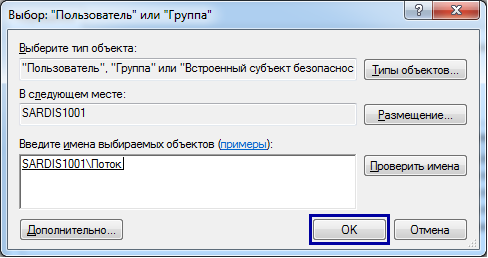 Выбор: "Пользователь" или "Группа"
Выберите тип объекта:
"Пользователь", "Группа" или "Встроенный субъект безопаснос
Типы объектов...
В следующем месте:
SARDIS1001
Размещение...
Введите имена выбираемых объектов (примеры):
SARDIS1001\Поток
Проверить имена
Дополнительно...
OK
Отмена